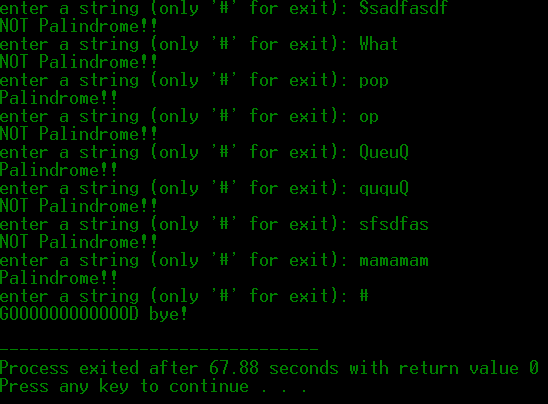 enter a string (only '#' for exit): Ssadfasdf
NOT Palindrome!!
enter a string (only '#' for exit): What
NOT Palindrome!!
enter a string (only '#' for exit): pop
Palindrome!!
enter a string (only '#' for exit): op
NOT Palindrome!!
enter a string (only '#' for exit): QueuQ
Palindrome!!
enter a string (only '#' for exit): ququQ
NOT Palindrome!!
enter a string (only '#' for exit): sfsdfas
NOT Palindrome!!
enter a string (only '#' for exit): mamamam
Palindrome!!
enter a string (only '#' for exit): #
GOOOOOOOOOOOOD bye!
--------------------------------
Process exited after 67.88 seconds with return value 0
Press any key to continue . . .